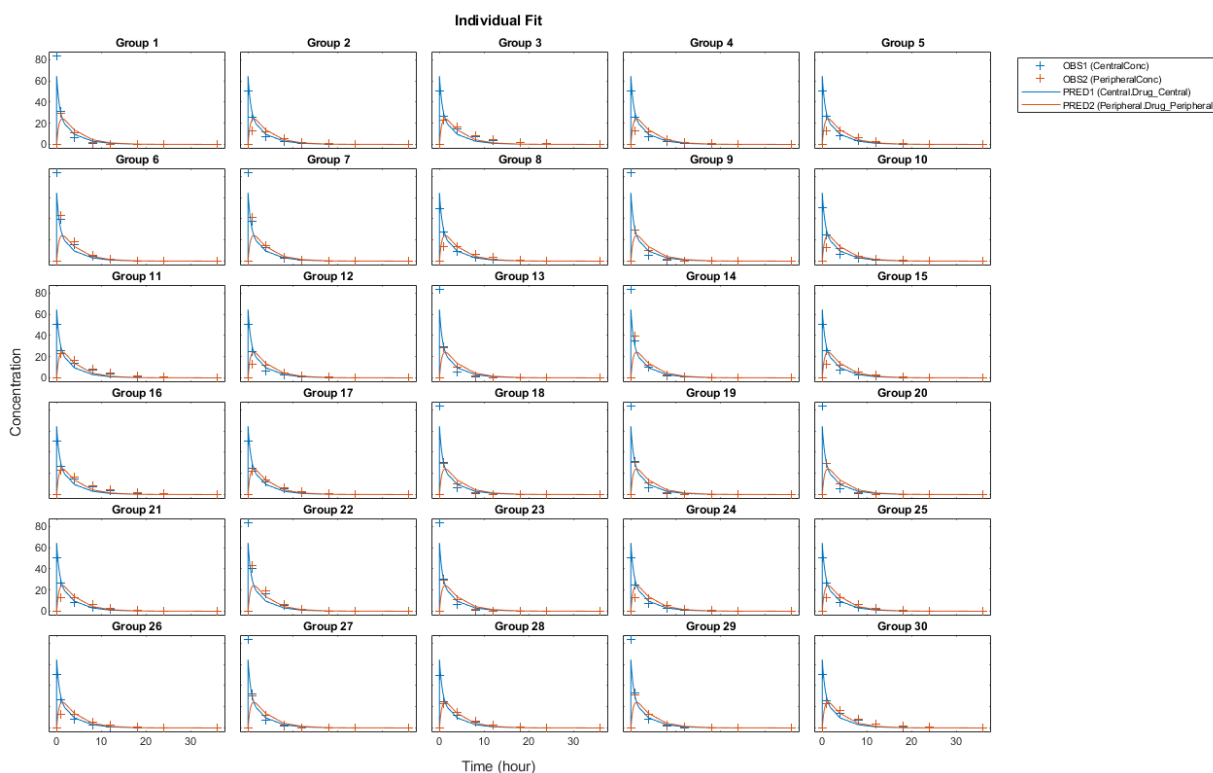 Individual Fit
Group 1 Group 2 Group 3 Group 4 Group 5
80
60
40
20
0
OBS1 (CentralConc)
OBS2 (PeripheralConc)
PRED1 (Central.Drug_Central)
PRED2 (Peripheral.Drug_Peripheral)
Group 6 Group 7 Group 8 Group 9 Group 10
Group 11 Group 12 Group 13 Group 14 Group 15
80
60
40
20
0
Concentration
Group 16 Group 17 Group 18 Group 19 Group 20
Group 21 Group 22 Group 23 Group 24 Group 25
80
60
40
20
0
Group 26 Group 27 Group 28 Group 29 Group 30
0 10 20 30 0 10 20 30 0 10 20 30
Time (hour)